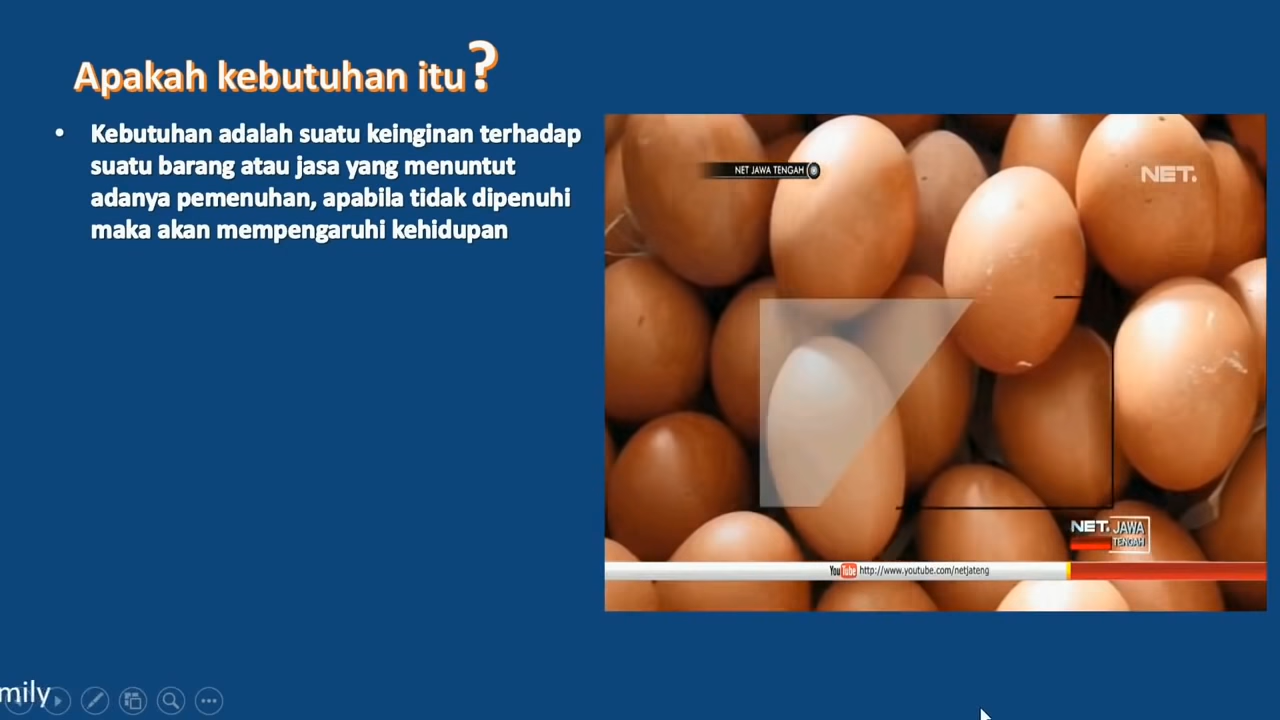 Apakah kebutuhan itu?
• Kebutuhan adalah suatu keinginan terhadap
suatu barang atau jasa yang menuntut
adanya pemenuhan, apabila tidak dipenuhi
maka akan mempengaruhi kehidupan
NET JAWA TENGAH
NET.
NET. JAWA
TENGAH
YouTube http://www.youtube.com/netjateng
mily